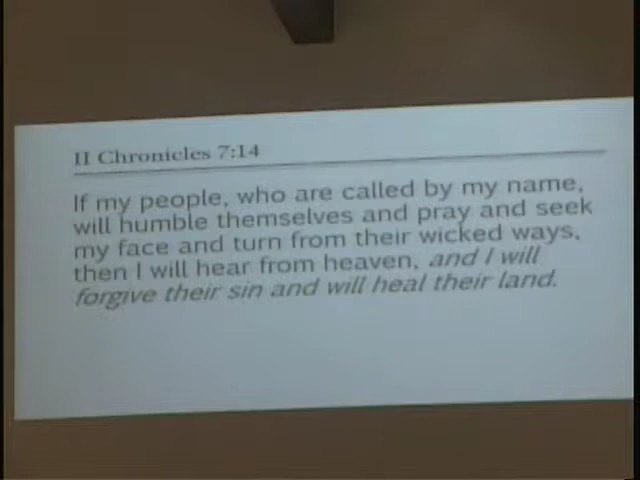 II Chronicles 7:14
If my people, who are called by my name,
will humble themselves and pray and seek
my face and turn from their wicked ways,
then I will hear from heaven, and I will
forgive their sin and will heal their land.